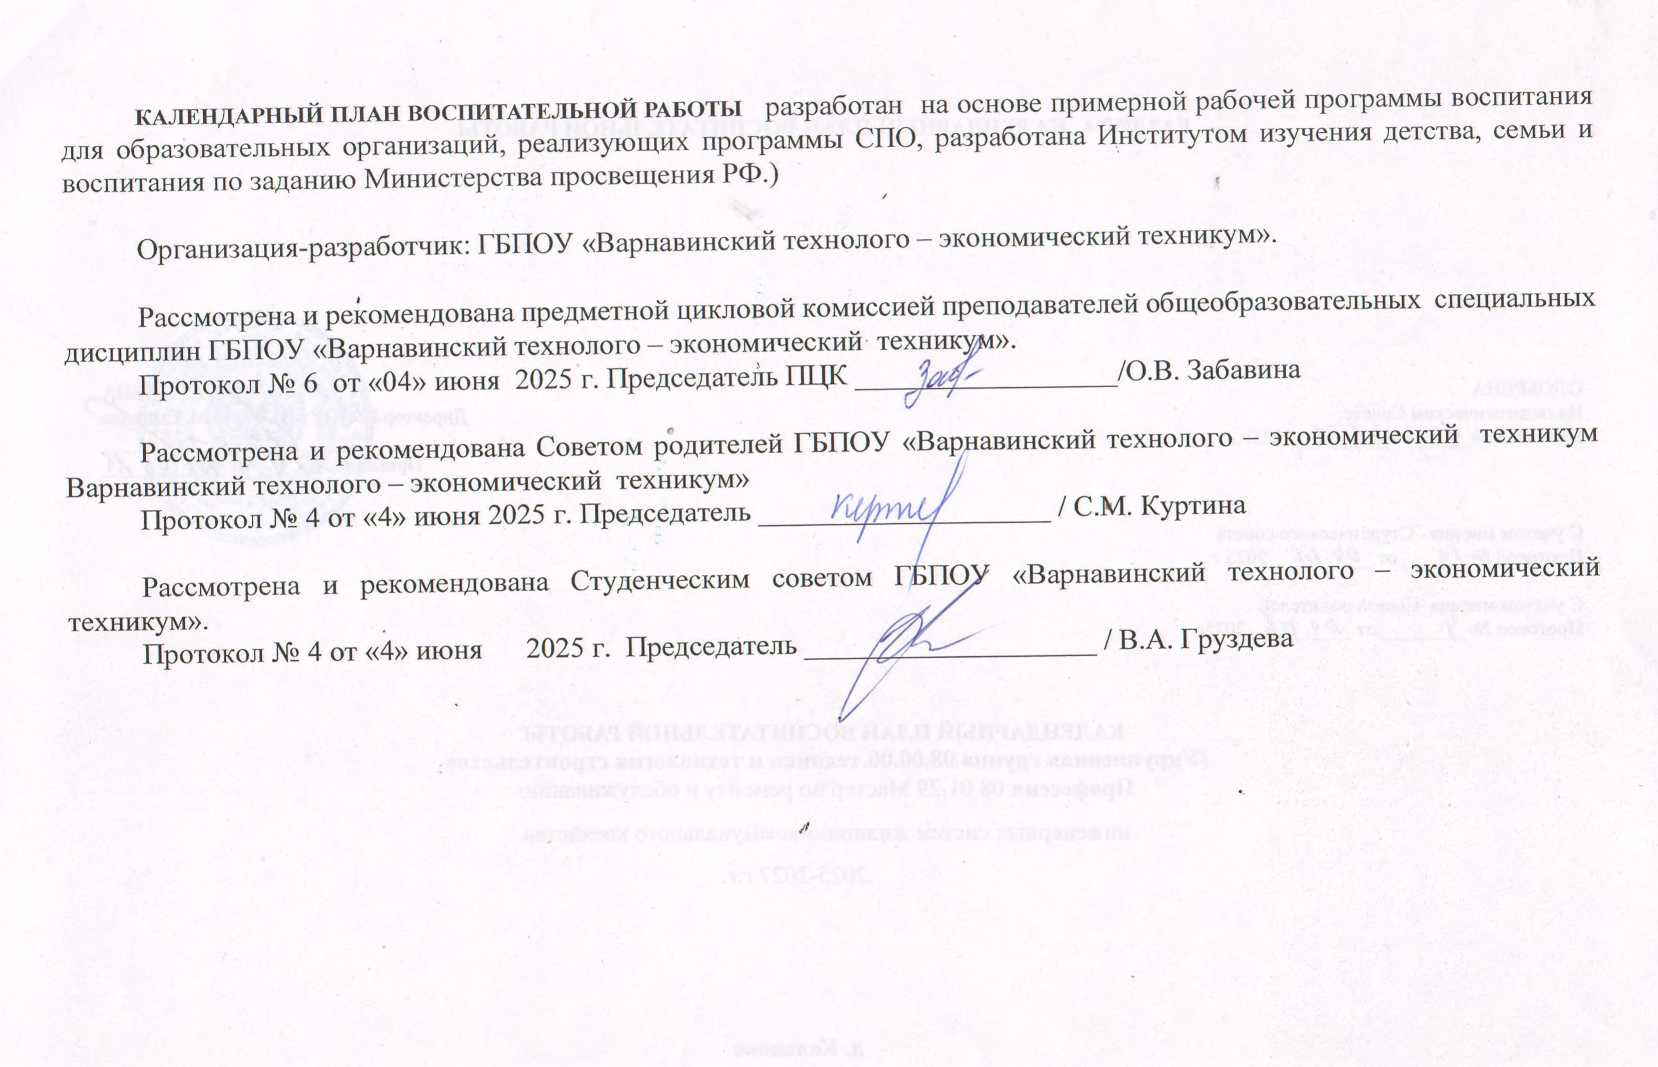 КАЛЕНДАРНЫЙ ПЛАН ВОСПИТАТЕЛЬНОЙ РАБОТЫ разработан на основе примерной рабочей программы воспитания
для образовательных организаций, реализующих программы СПО, разработана Институтом изучения детства, семьи и
воспитания по заданию Министерства просвещения РФ.)
Организация-разработчик: ГБПОУ «Варнавинский технолого – экономический техникум».
Рассмотрена и рекомендована предметной цикловой комиссией преподавателей общеобразовательных специальных
дисциплин ГБПОУ «Варнавинский технолого – экономический техникум».
Протокол № 6 от «04» июня 2025 г. Председатель ПЦК ___________________/О.В. Забавина
Рассмотрена и рекомендована Советом родителей ГБПОУ «Варнавинский технолого – экономический техникум
Варнавинский технолого – экономический техникум»
Протокол № 4 от «4» июня 2025 г. Председатель _____________________ / С.М. Куртина
Рассмотрена и рекомендована Студенческим советом ГБПОУ «Варнавинский технолого – экономический
техникум».
Протокол № 4 от «4» июня 2025 г. Председатель _____________________ / В.А. Груздева